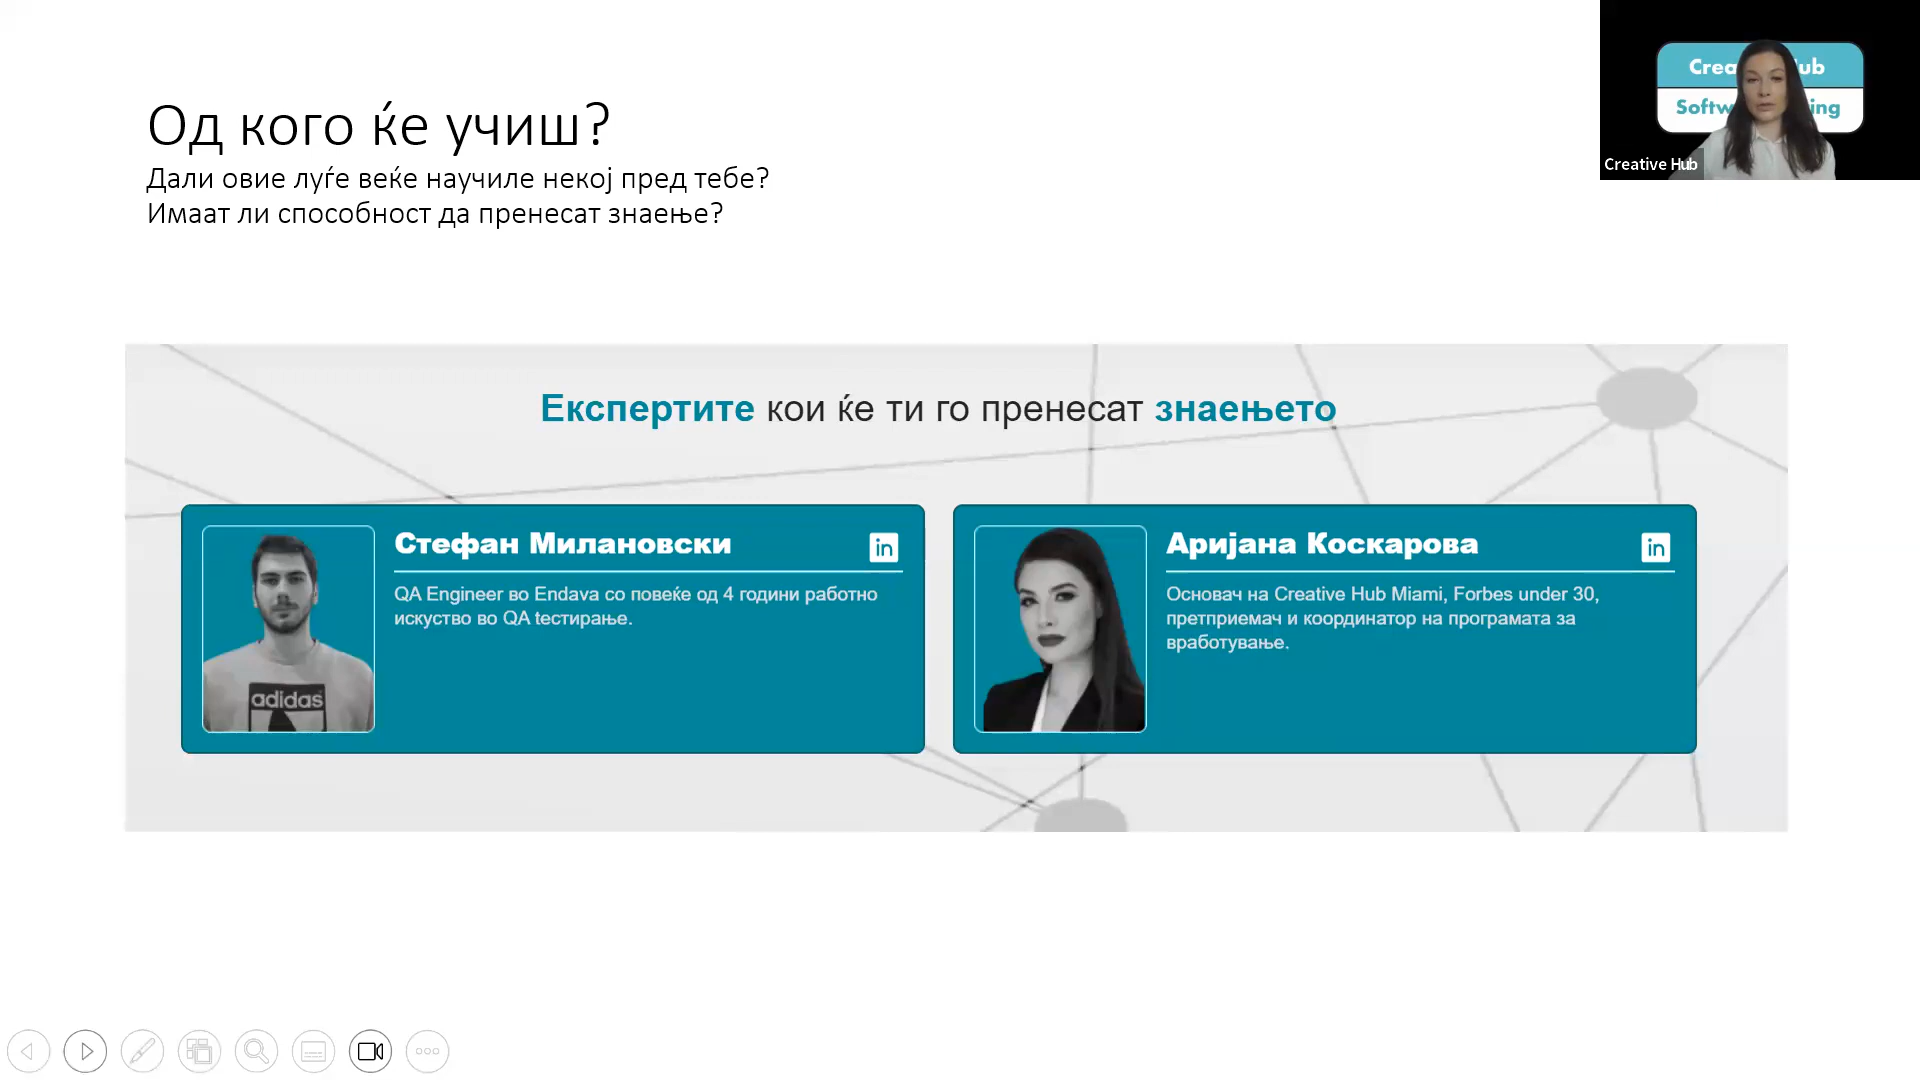 Од кого ќе учиш?
Дали овие луѓе веќе научиле некој пред тебе?
Имаат ли способност да пренесат знаење?
Creative Hub
Експертите кои ќе ти го пренесат знаењето
Стефан Милановски
in
QA Engineer во Endava со повеќе од 4 години работно
искуство во QA tестирање.
adidas
Аријана Коскарова
in
Основач на Creative Hub Miami, Forbes under 30,
претприемач и координатор на програмата за
вработување.